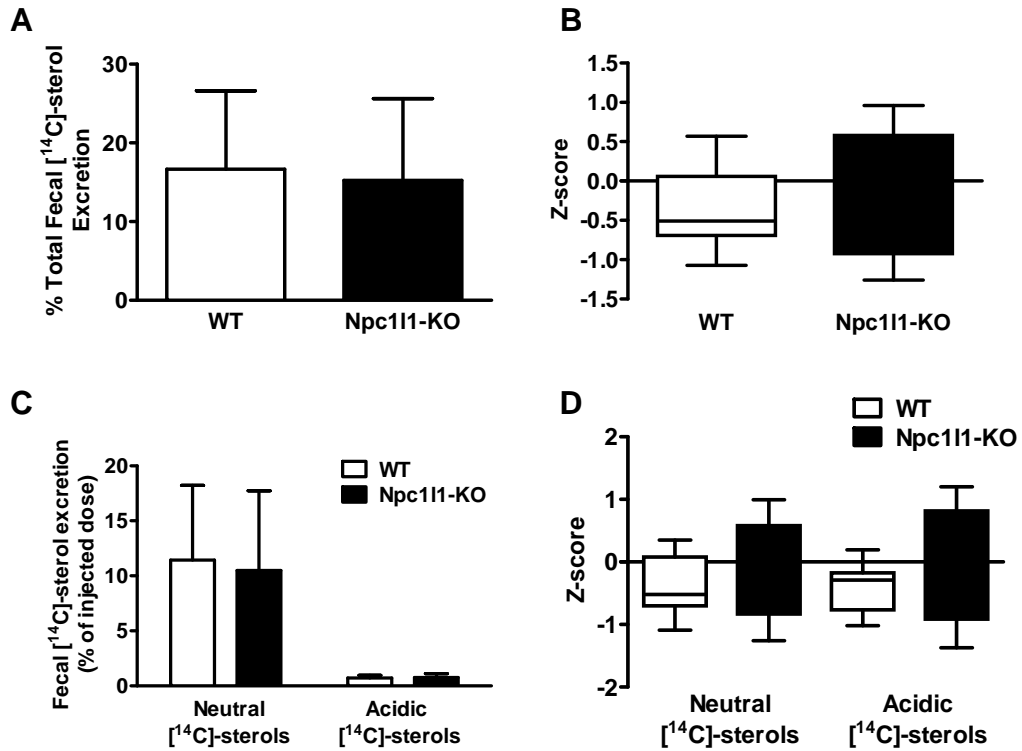 A
% Total Fecal [¹⁴C]-sterol
Excretion
30
20
10
0
WT
Npc1l1-KO
B
Z-score
1.5
1.0
0.5
0.0
-0.5
-1.0
-1.5
WT
Npc1l1-KO
C
Fecal [¹⁴C]-sterol excretion
(% of injected dose)
20
15
10
5
0
WT
Npc1l1-KO
Neutral
[¹⁴C]-sterols
Acidic
[¹⁴C]-sterols
D
WT
Npc1l1-KO
Z-score
2
1
0
-1
-2
Neutral
[¹⁴C]-sterols
Acidic
[¹⁴C]-sterols